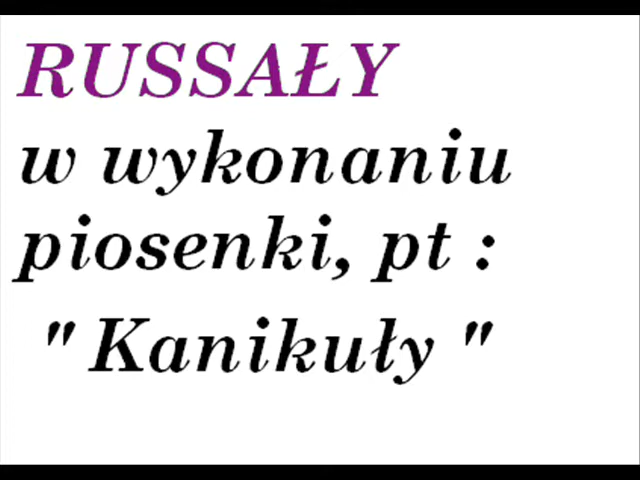 RUSSAŁY
w wykonaniu
piosenki, pt :
" Kanikuły "